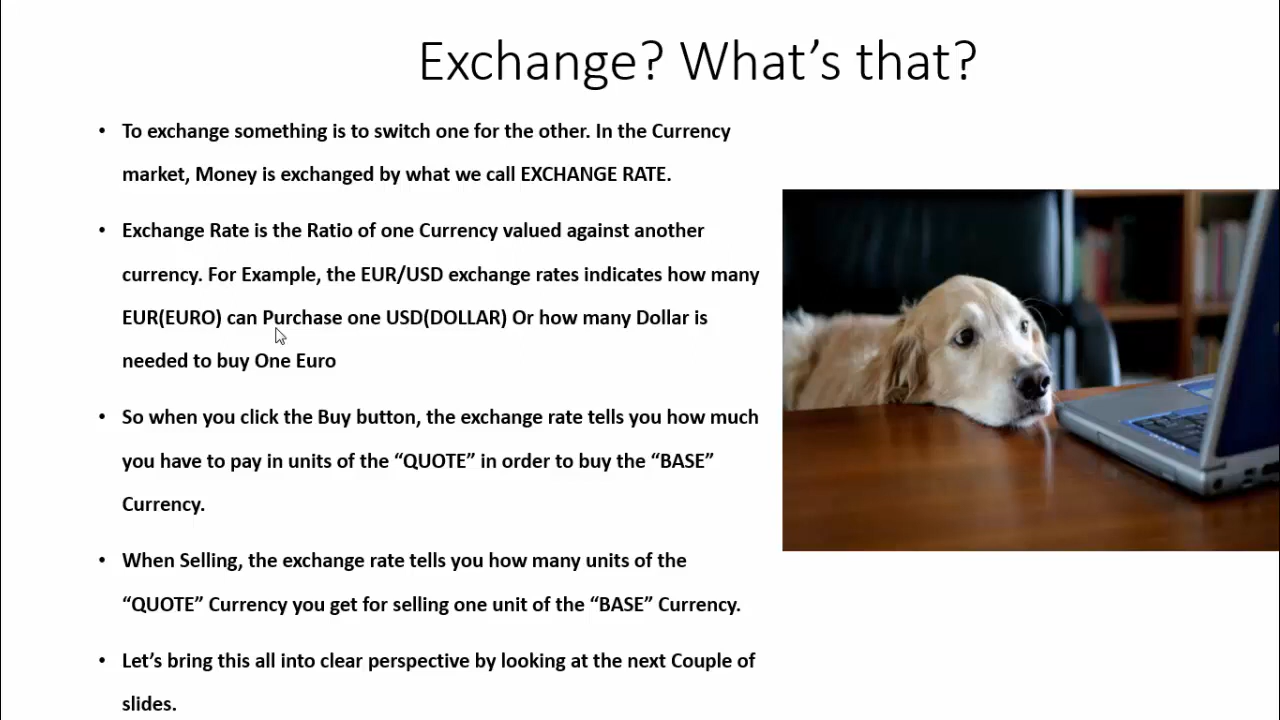 Exchange? What’s that?
• To exchange something is to switch one for the other. In the Currency
market, Money is exchanged by what we call EXCHANGE RATE.
• Exchange Rate is the Ratio of one Currency valued against another
currency. For Example, the EUR/USD exchange rates indicates how many
EUR(EURO) can Purchase one USD(DOLLAR) Or how many Dollar is
needed to buy One Euro
• So when you click the Buy button, the exchange rate tells you how much
you have to pay in units of the “QUOTE” in order to buy the “BASE”
Currency.
• When Selling, the exchange rate tells you how many units of the
“QUOTE” Currency you get for selling one unit of the “BASE” Currency.
• Let’s bring this all into clear perspective by looking at the next Couple of
slides.